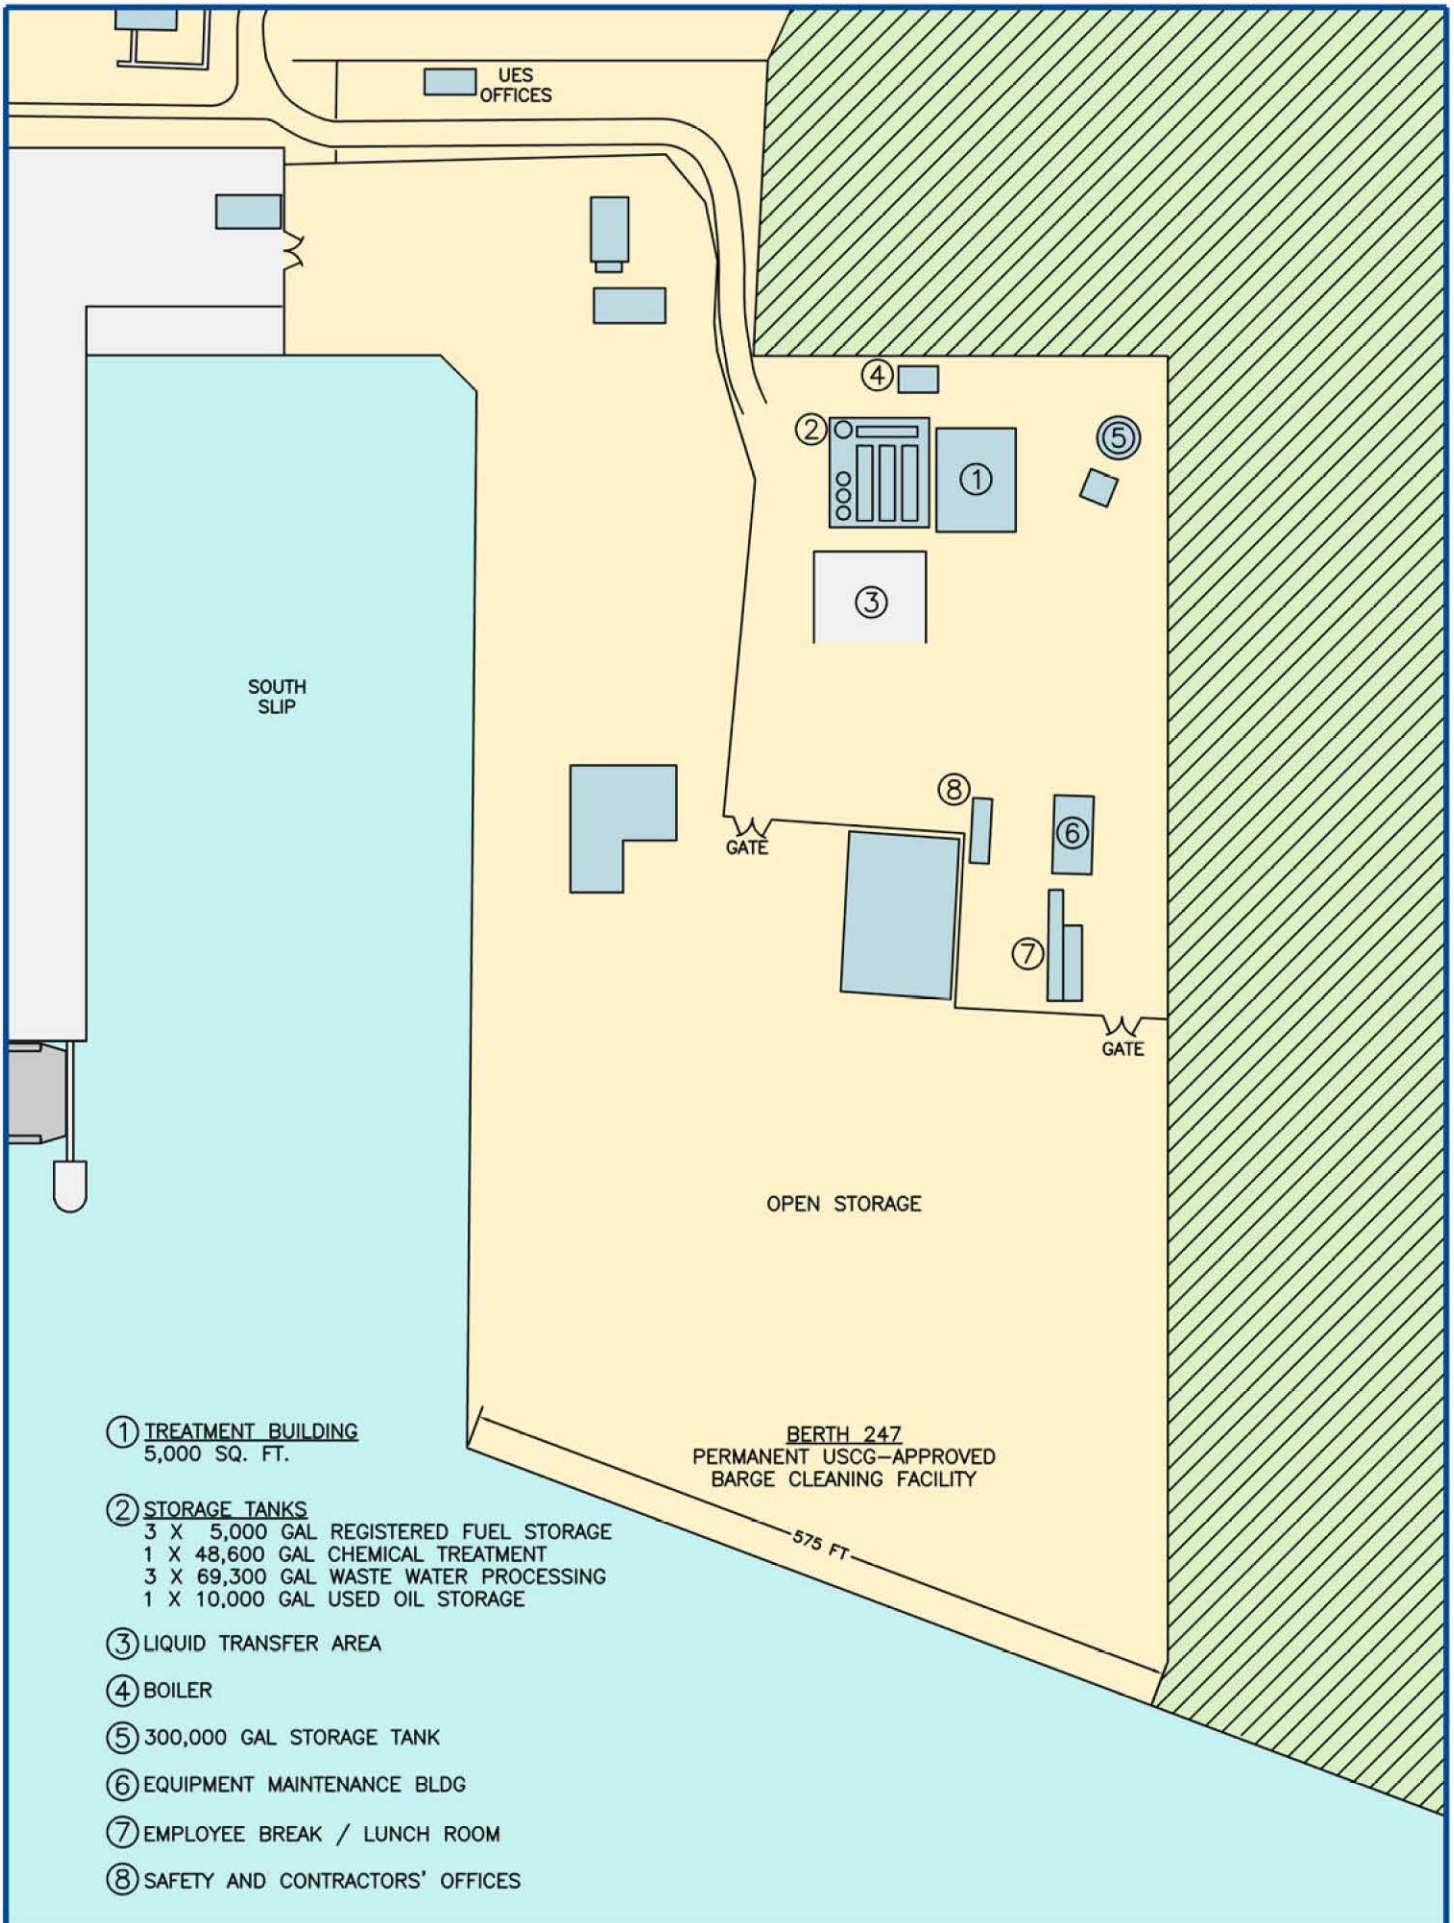 UES
OFFICES
4
2
5
1
3
SOUTH
SLIP
8
6
GATE
7
GATE
OPEN STORAGE
BERTH 247
PERMANENT USCG-APPROVED
BARGE CLEANING FACILITY
575 FT
1 TREATMENT BUILDING
5,000 SQ. FT.
2 STORAGE TANKS
3 X 5,000 GAL REGISTERED FUEL STORAGE
1 X 48,600 GAL CHEMICAL TREATMENT
3 X 69,300 GAL WASTE WATER PROCESSING
1 X 10,000 GAL USED OIL STORAGE
3 LIQUID TRANSFER AREA
4 BOILER
5 300,000 GAL STORAGE TANK
6 EQUIPMENT MAINTENANCE BLDG
7 EMPLOYEE BREAK / LUNCH ROOM
8 SAFETY AND CONTRACTORS' OFFICES